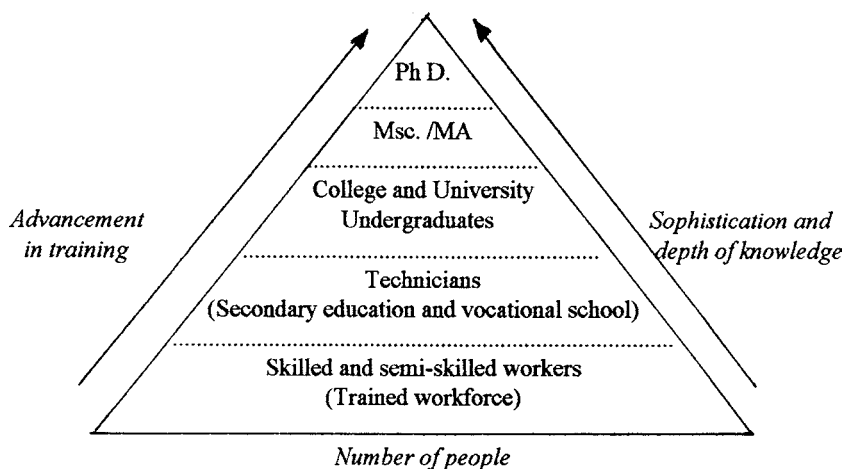 Ph D.
Msc. /MA
College and University
Undergraduates
Advancement
in training
Sophistication and
depth of knowledge
Technicians
(Secondary education and vocational school)
Skilled and semi-skilled workers
(Trained workforce)
Number of people